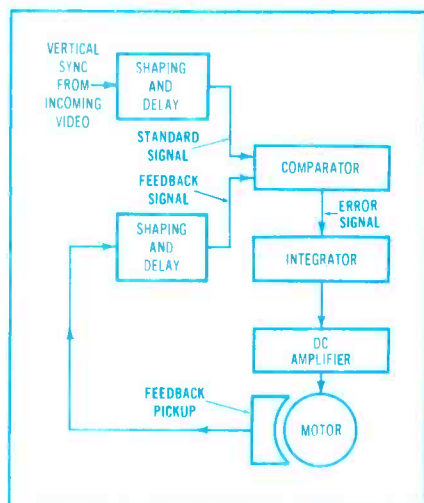 VERTICAL
SYNC
FROM
INCOMING
VIDEO
SHAPING
AND
DELAY
STANDARD
SIGNAL
FEEDBACK
SIGNAL
COMPARATOR
ERROR
SIGNAL
SHAPING
AND
DELAY
INTEGRATOR
DC
AMPLIFIER
FEEDBACK
PICKUP
MOTOR